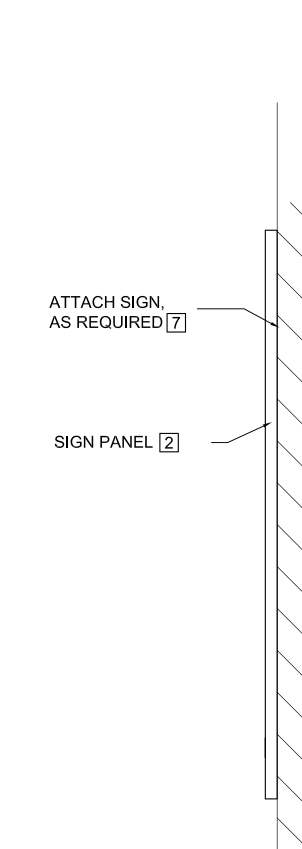 ATTACH SIGN,
AS REQUIRED 7
SIGN PANEL 2